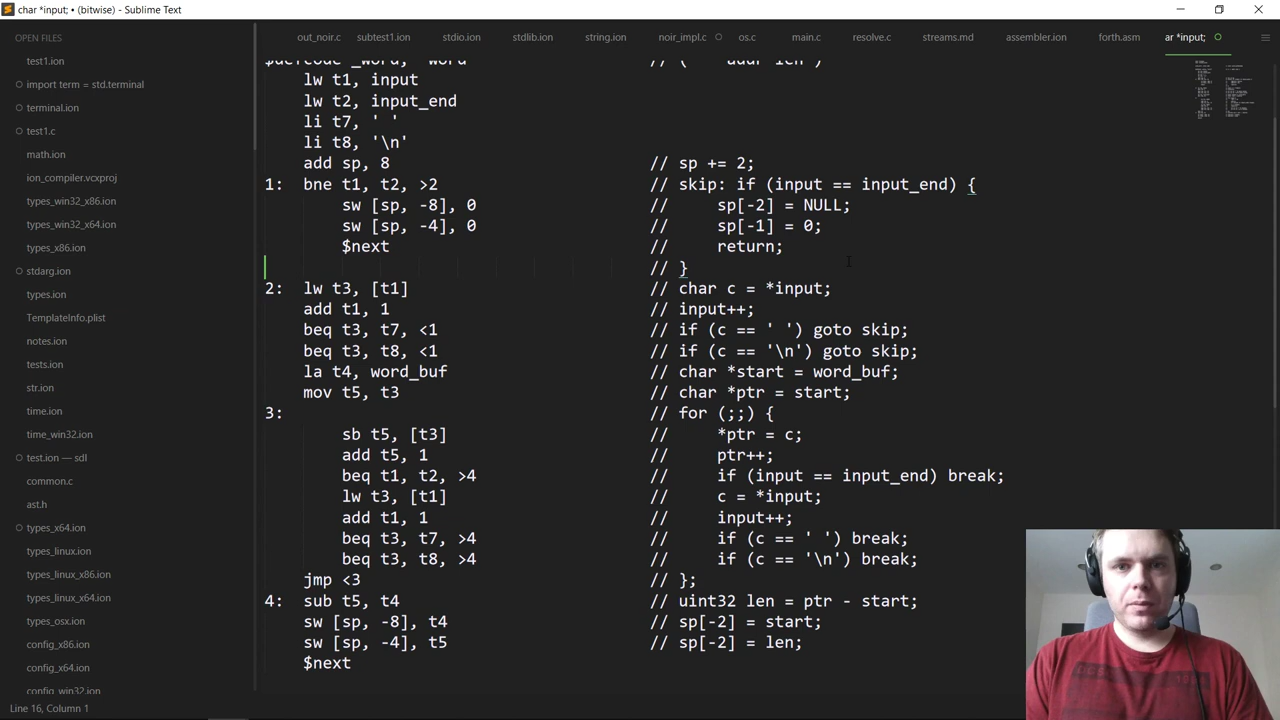 char *input; • (bitwise) - Sublime Text
OPEN FILES
test1.ion
import term = std.terminal
terminal.ion
test1.c
math.ion
ion_compiler.vcxproj
types_win32_x86.ion
types_win32_x64.ion
types_x86.ion
stdarg.ion
types.ion
TemplateInfo.plist
notes.ion
tests.ion
str.ion
time.ion
time_win32.ion
test.ion — sdl
common.c
ast.h
types_x64.ion
types_linux.ion
types_linux_x86.ion
types_linux_x64.ion
types_osx.ion
config_x86.ion
config_x64.ion
config_win32.ion
out_noir.c subtest1.ion stdio.ion stdlib.ion string.ion noir_impl.c os.c main.c resolve.c streams.md assembler.ion forth.asm ar *input;
lw t1, input
lw t2, input_end
li t7, ' '
li t8, '\n'
add sp, 8 // sp += 2;
1: bne t1, t2, >2 // skip: if (input == input_end) {
sw [sp, -8], 0 // sp[-2] = NULL;
sw [sp, -4], 0 // sp[-1] = 0;
$next // return;
// }
2: lw t3, [t1] // char c = *input;
add t1, 1 // input++;
beq t3, t7, <1 // if (c == ' ') goto skip;
beq t3, t8, <1 // if (c == '\n') goto skip;
la t4, word_buf // char *start = word_buf;
mov t5, t3 // char *ptr = start;
3: // for (;;) {
sb t5, [t3] // *ptr = c;
add t5, 1 // ptr++;
beq t1, t2, >4 // if (input == input_end) break;
lw t3, [t1] // c = *input;
add t1, 1 // input++;
beq t3, t7, >4 // if (c == ' ') break;
beq t3, t8, >4 // if (c == '\n') break;
jmp <3 // };
4: sub t5, t4 // uint32 len = ptr - start;
sw [sp, -8], t4 // sp[-2] = start;
sw [sp, -4], t5 // sp[-2] = len;
$next
Line 16, Column 1